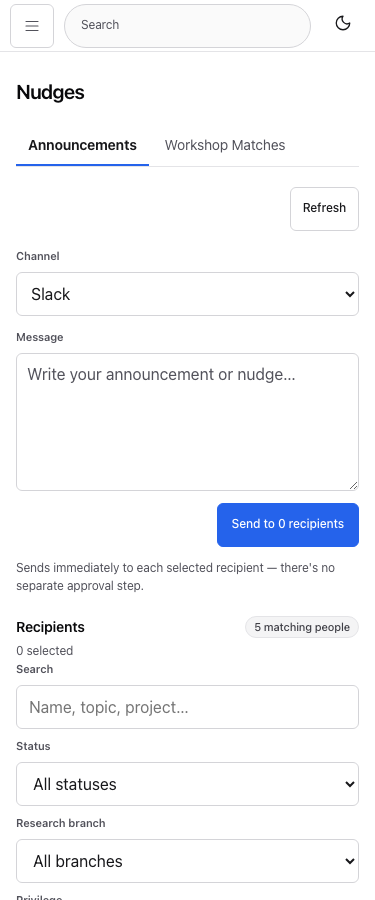 Search
Nudges
Announcements
Workshop Matches
Refresh
Channel
Slack
Message
Write your announcement or nudge...
Send to 0 recipients
Sends immediately to each selected recipient — there's no
separate approval step.
Recipients
5 matching people
0 selected
Search
Name, topic, project...
Status
All statuses
Research branch
All branches
Privilege